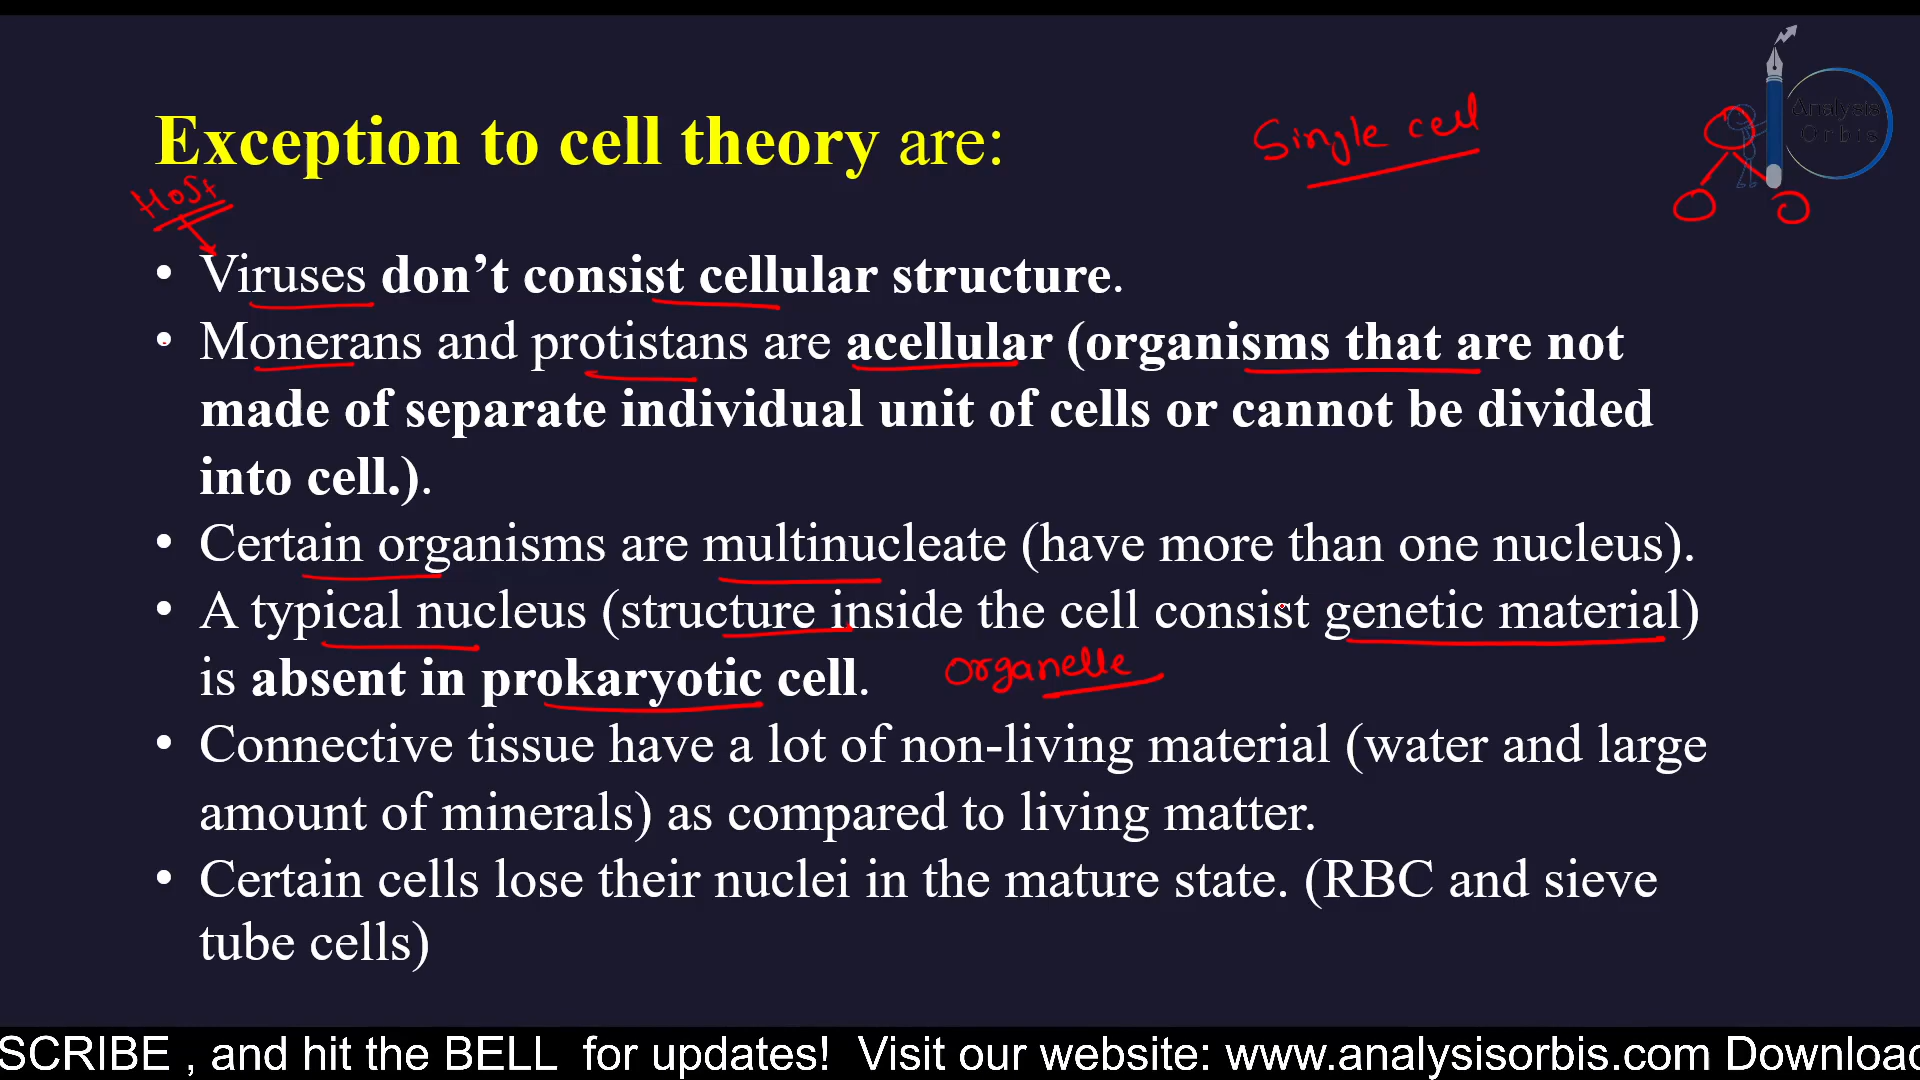 Exception to cell theory are:
Single cell
Analysis
Orbis
Host
• Viruses don’t consist cellular structure.
• Monerans and protistans are acellular (organisms that are not
made of separate individual unit of cells or cannot be divided
into cell.).
• Certain organisms are multinucleate (have more than one nucleus).
• A typical nucleus (structure inside the cell consist genetic material)
is absent in prokaryotic cell.
organelle
• Connective tissue have a lot of non-living material (water and large
amount of minerals) as compared to living matter.
• Certain cells lose their nuclei in the mature state. (RBC and sieve
tube cells)
SCRIBE , and hit the BELL for updates! Visit our website: www.analysisorbis.com Downloac